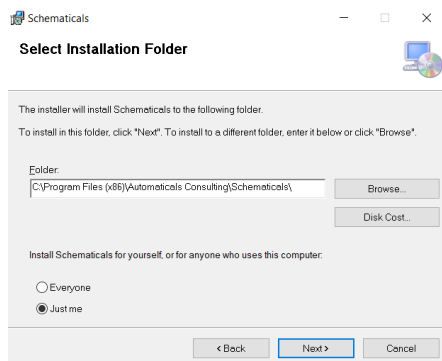 Schematicals
Select Installation Folder
The installer will install Schematicals to the following folder.
To install in this folder, click "Next". To install to a different folder, enter it below or click "Browse".
Folder:
C:\Program Files (x86)\Automaticals Consulting\Schematicals\
Browse...
Disk Cost...
Install Schematicals for yourself, or for anyone who uses this computer:
Everyone
Just me
< Back
Next >
Cancel